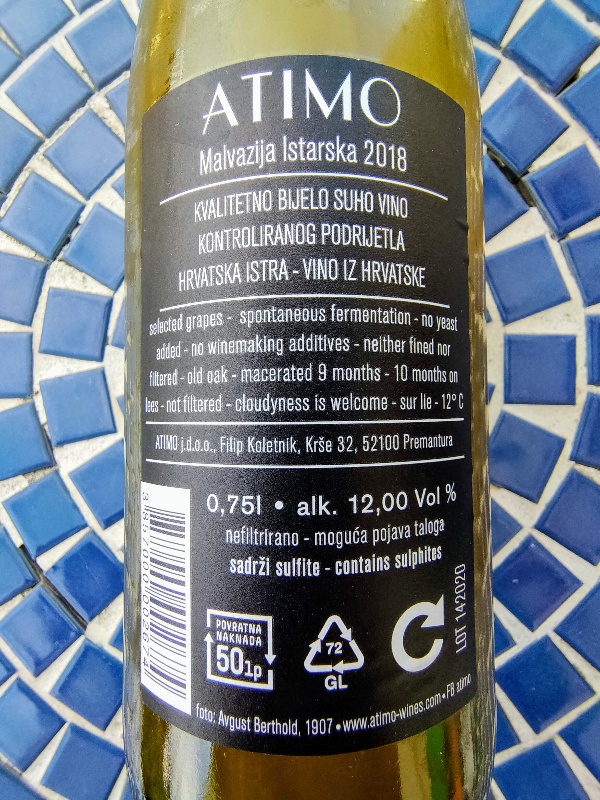 ATIMO
Malvazija Istarska 2018
KVALITETNO BIJELO SUHO VINO
KONTROLIRANOG PODRIJETLA
HRVATSKA ISTRA - VINO IZ HRVATSKE
selected grapes - spontaneous fermentation - no yeast
added - no winemaking additives - neither fined nor
filtered - old oak - macerated 9 months - 10 months on
lees - not filtered - cloudyness is welcome - sur lie - 12° C
ATIMO j.d.o.o., Filip Koletnik, Krše 32, 52100 Premantura
0,75l • alk. 12,00 Vol %
nefiltrirano - moguća pojava taloga
sadrži sulfite - contains sulphites
3 857000 002674
POVRATNA
NAKNADA
50lp
72
GL
LOT 142020
foto: Avgust Berthold, 1907 • www.atimo-wines.com • FB atimo